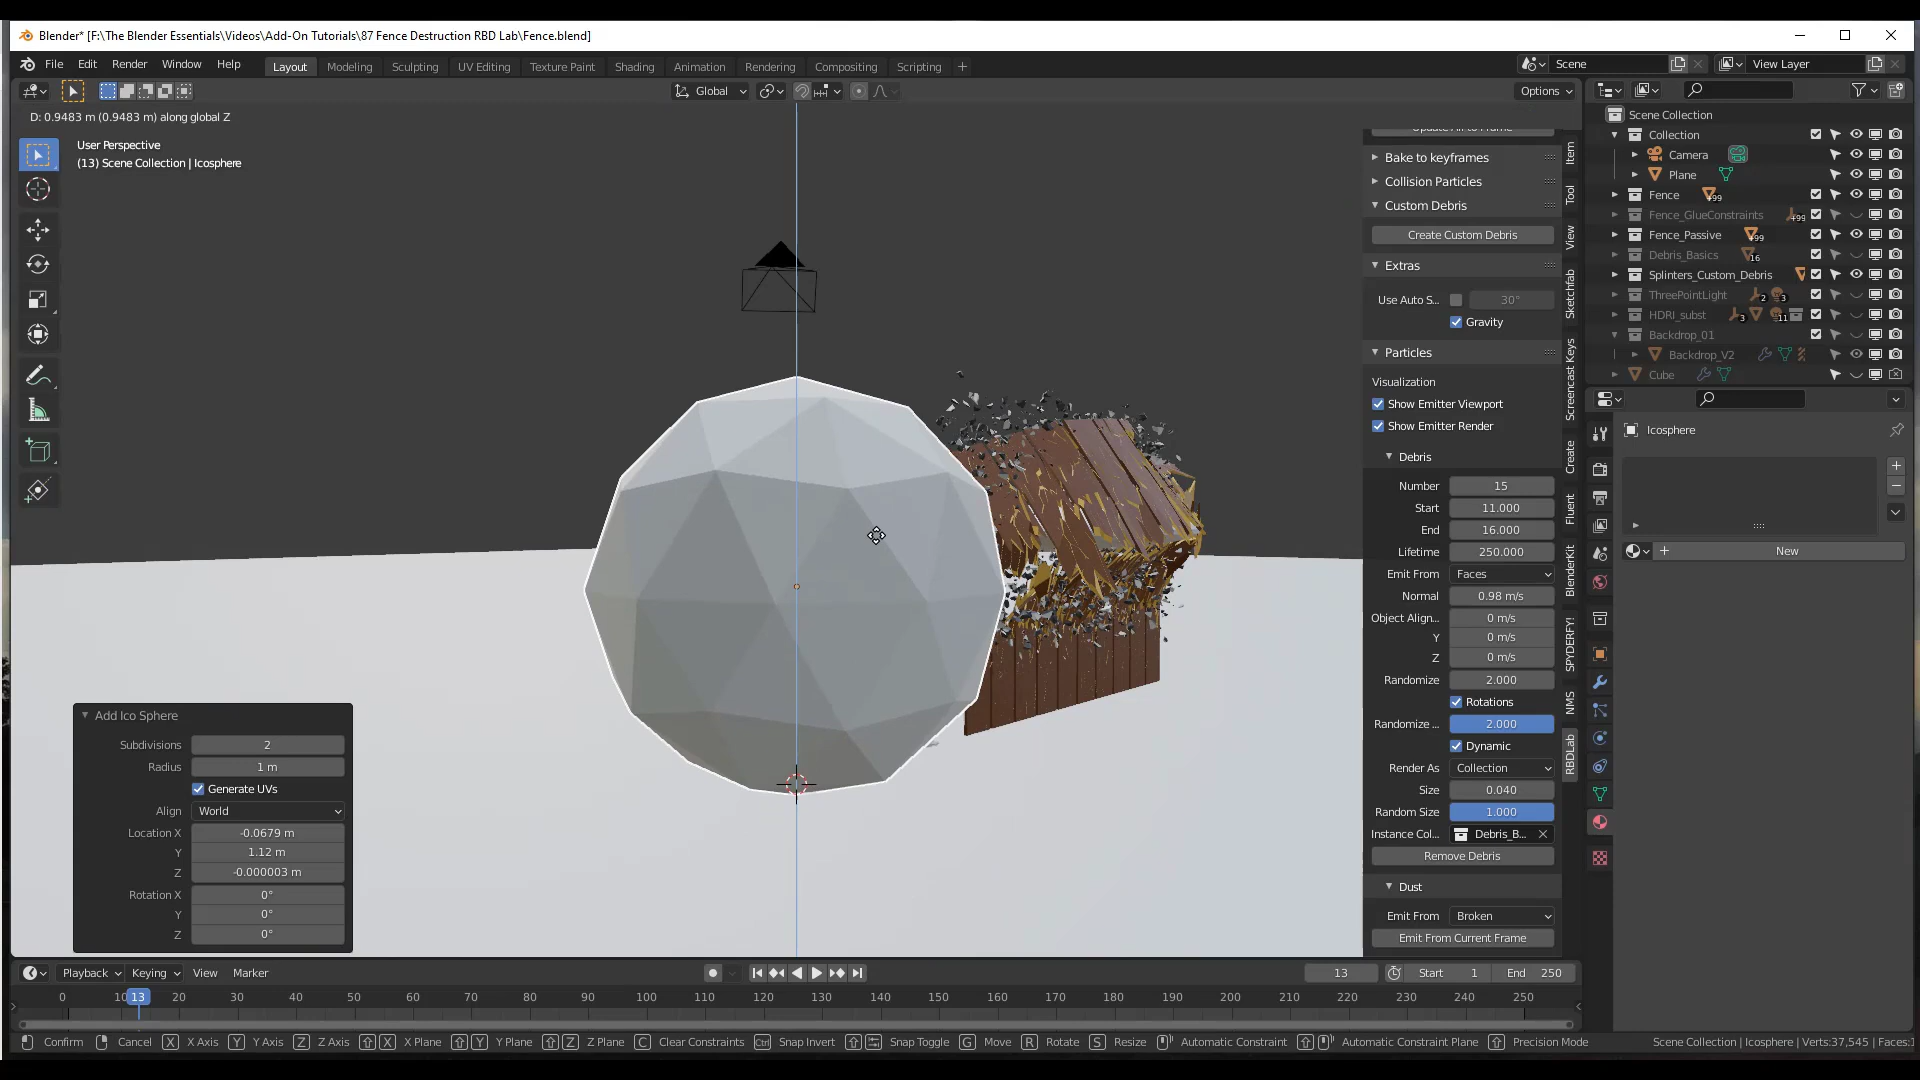 Blender* [F:\The Blender Essentials\Videos\Add-On Tutorials\87 Fence Destruction RBD Lab\Fence.blend]
File Edit Render Window Help Layout Modeling Sculpting UV Editing Texture Paint Shading Animation Rendering Compositing Scripting + Scene View Layer
Global Options
D: 0.9483 m (0.9483 m) along global Z
User Perspective
(13) Scene Collection | Icosphere
Add Ico Sphere
Subdivisions 2
Radius 1 m
Generate UVs
Align World
Location X -0.0679 m
Y 1.12 m
Z -0.000003 m
Rotation X 0°
Y 0°
Z 0°
Bake to keyframes
Collision Particles
Custom Debris
Create Custom Debris
Extras
Use Auto S... 30°
Gravity
Particles
Visualization
Show Emitter Viewport
Show Emitter Render
Debris
Number 15
Start 11.000
End 16.000
Lifetime 250.000
Emit From Faces
Normal 0.98 m/s
Object Align... 0 m/s
Y 0 m/s
Z 0 m/s
Randomize 2.000
Rotations
Randomize ... 2.000
Dynamic
Render As Collection
Size 0.040
Random Size 1.000
Instance Col... Debris_B...
Remove Debris
Dust
Emit From Broken
Emit From Current Frame
Item
Tool
View
Sketchfab
Screencast Keys
Create
Fluent
BlenderKit
SPYDERFY!
NMS
RBDLab
Scene Collection
Collection
Camera
Plane
Fence +99
Fence_GlueConstraints +99
Fence_Passive +99
Debris_Basics 16
Splinters_Custom_Debris
ThreePointLight 2 3
HDRI_subst 3 11
Backdrop_01
Backdrop_V2
Cube
Icosphere
New
Playback Keying View Marker 13 Start 1 End 250
0 10 13 20 30 40 50 60 70 80 90 100 110 120 130 140 150 160 170 180 190 200 210 220 230 240 250
Confirm Cancel X X Axis Y Y Axis Z Z Axis X X Plane Y Y Plane Z Z Plane C Clear Constraints Ctrl Snap Invert Snap Toggle G Move R Rotate S Resize Automatic Constraint Automatic Constraint Plane Precision Mode Scene Collection | Icosphere | Verts:37,545 | Faces: